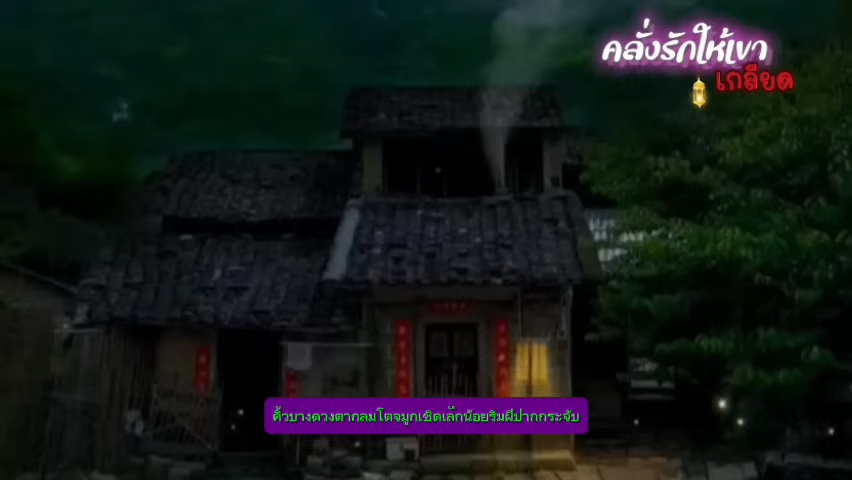 คลั่งรักให้เขา
เกลียด
คิ้วบางดวงตากลมโตจมูกเชิดเล็กน้อยริมฝีปากกระจับ